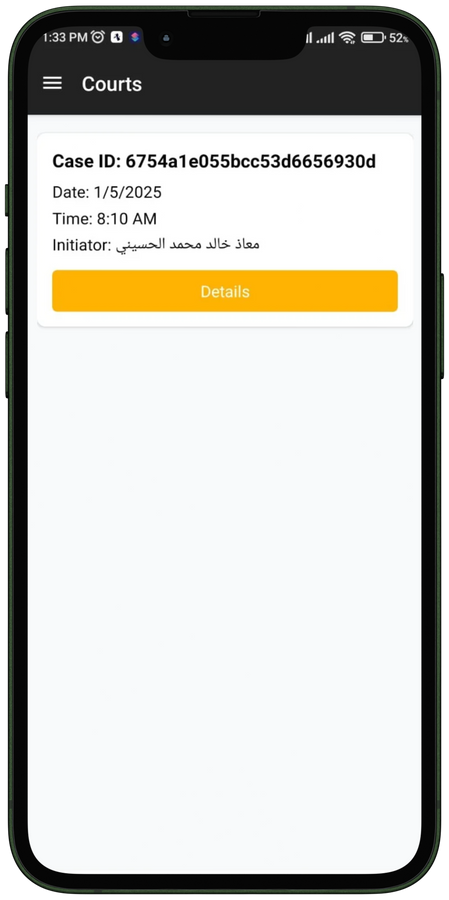 1:33 PM
52%
Courts
Case ID: 6754a1e055bcc53d6656930d
Date: 1/5/2025
Time: 8:10 AM
Initiator: معاذ خالد محمد الحسيني
Details